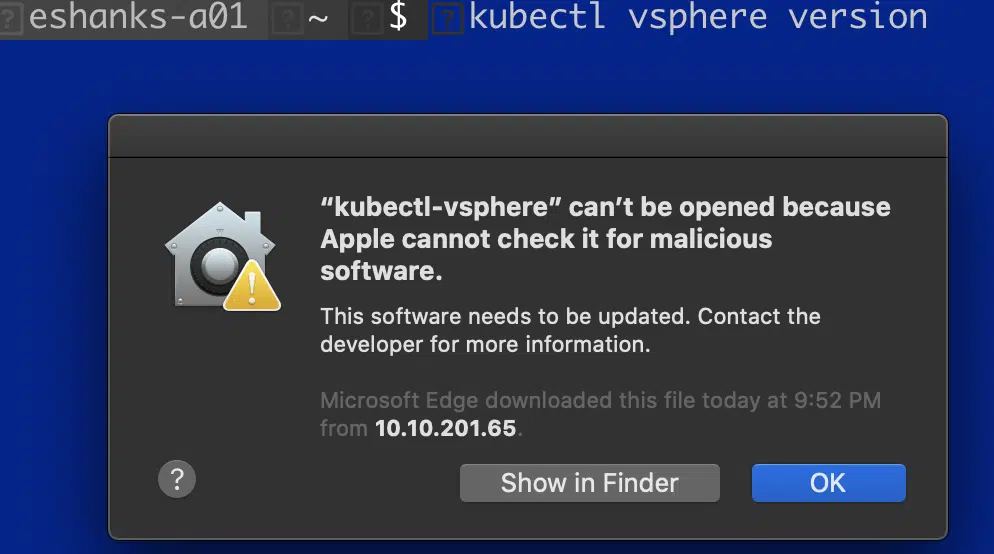 eshanks-a01 ~ $ kubectl vsphere version
“kubectl-vsphere” can’t be opened because
Apple cannot check it for malicious
software.
This software needs to be updated. Contact the
developer for more information.
Microsoft Edge downloaded this file today at 9:52 PM
from 10.10.201.65.
? Show in Finder OK